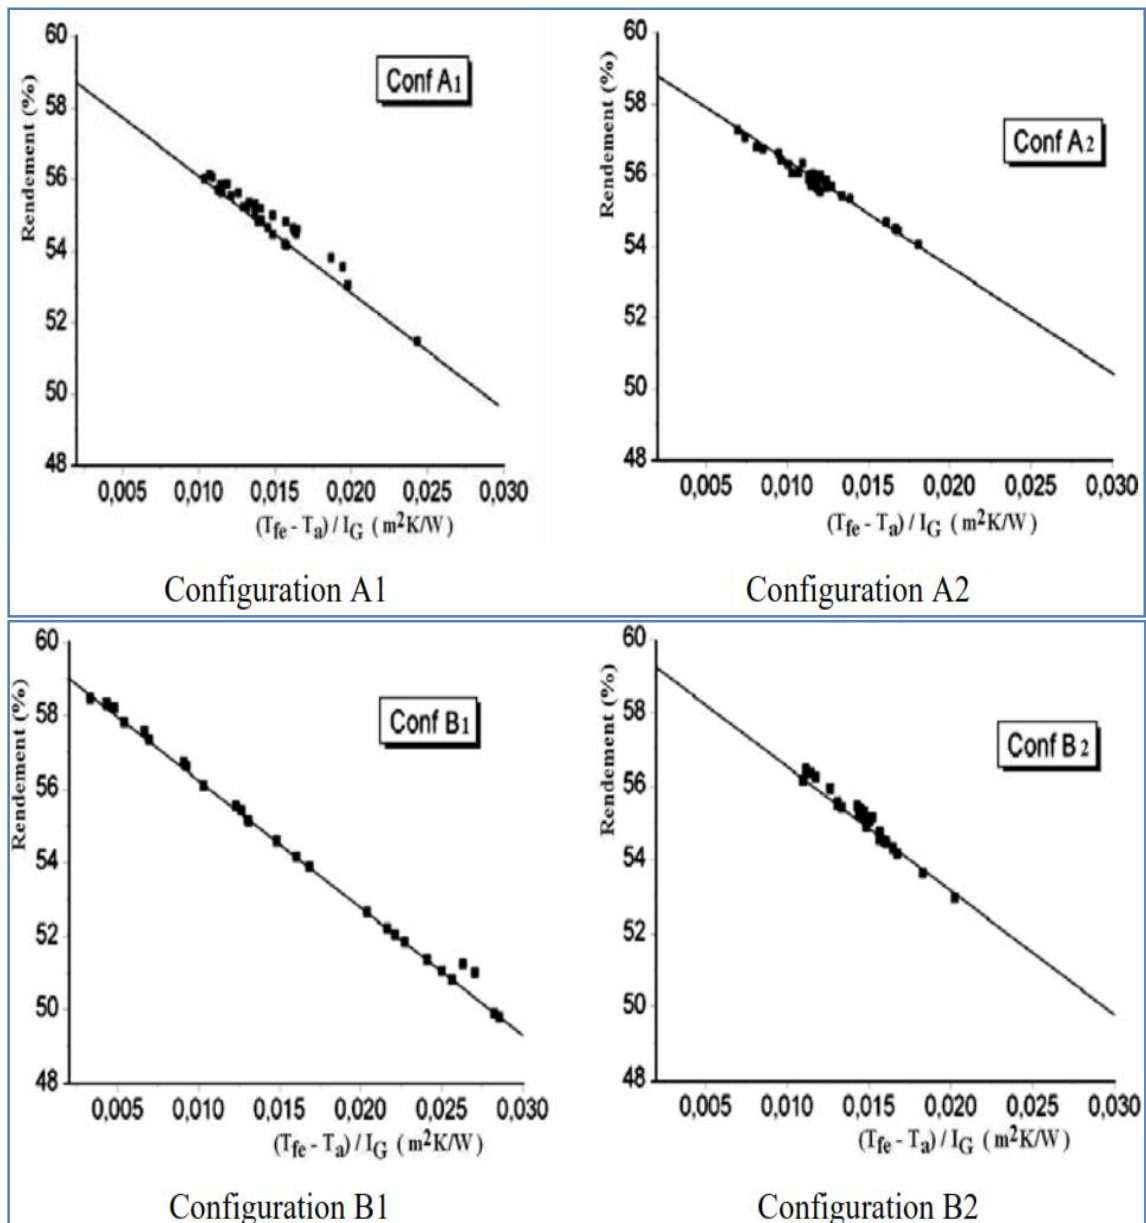 60
58
56
54
52
50
48
Rendement (%)
Conf A1
0,005 0,010 0,015 0,020 0,025 0,030
(Tfe - Ta) / IG ( m²K/W)
Configuration A1
60
58
56
54
52
50
48
Rendement (%)
Conf A2
0,005 0,010 0,015 0,020 0,025 0,030
(Tfe - Ta) / IG ( m²K/W)
Configuration A2
60
58
56
54
52
50
48
Rendement (%)
Conf B1
0,005 0,010 0,015 0,020 0,025 0,030
(Tfe - Ta) / IG ( m²K/W)
Configuration B1
60
58
56
54
52
50
48
Rendement (%)
Conf B2
0,005 0,010 0,015 0,020 0,025 0,030
(Tfe - Ta) / IG ( m²K/W)
Configuration B2